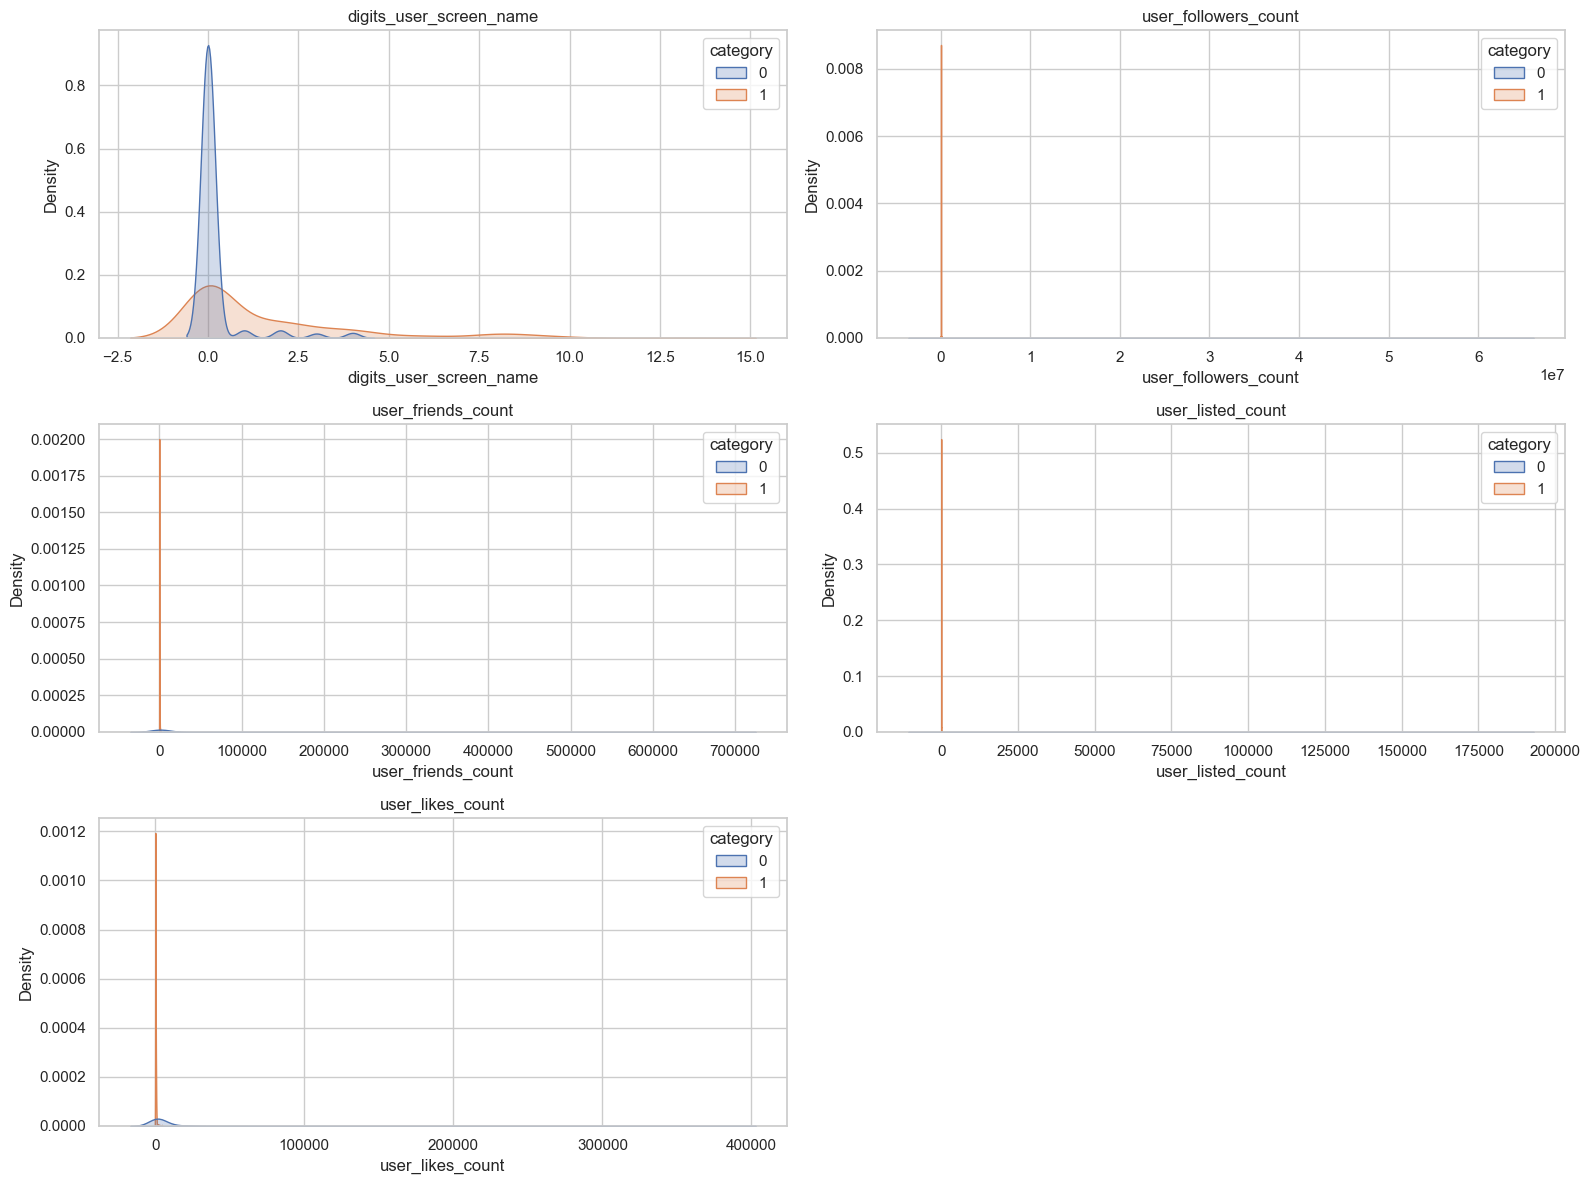 digits_user_screen_name
Density
0.8
0.6
0.4
0.2
0.0
−2.5 0.0 2.5 5.0 7.5 10.0 12.5 15.0
digits_user_screen_name
category
0
1
user_followers_count
Density
0.008
0.006
0.004
0.002
0.000
0 1 2 3 4 5 6
1e7
user_followers_count
category
0
1
user_friends_count
Density
0.00200
0.00175
0.00150
0.00125
0.00100
0.00075
0.00050
0.00025
0.00000
0 100000 200000 300000 400000 500000 600000 700000
user_friends_count
category
0
1
user_listed_count
Density
0.5
0.4
0.3
0.2
0.1
0.0
0 25000 50000 75000 100000 125000 150000 175000 200000
user_listed_count
category
0
1
user_likes_count
Density
0.0012
0.0010
0.0008
0.0006
0.0004
0.0002
0.0000
0 100000 200000 300000 400000
user_likes_count
category
0
1